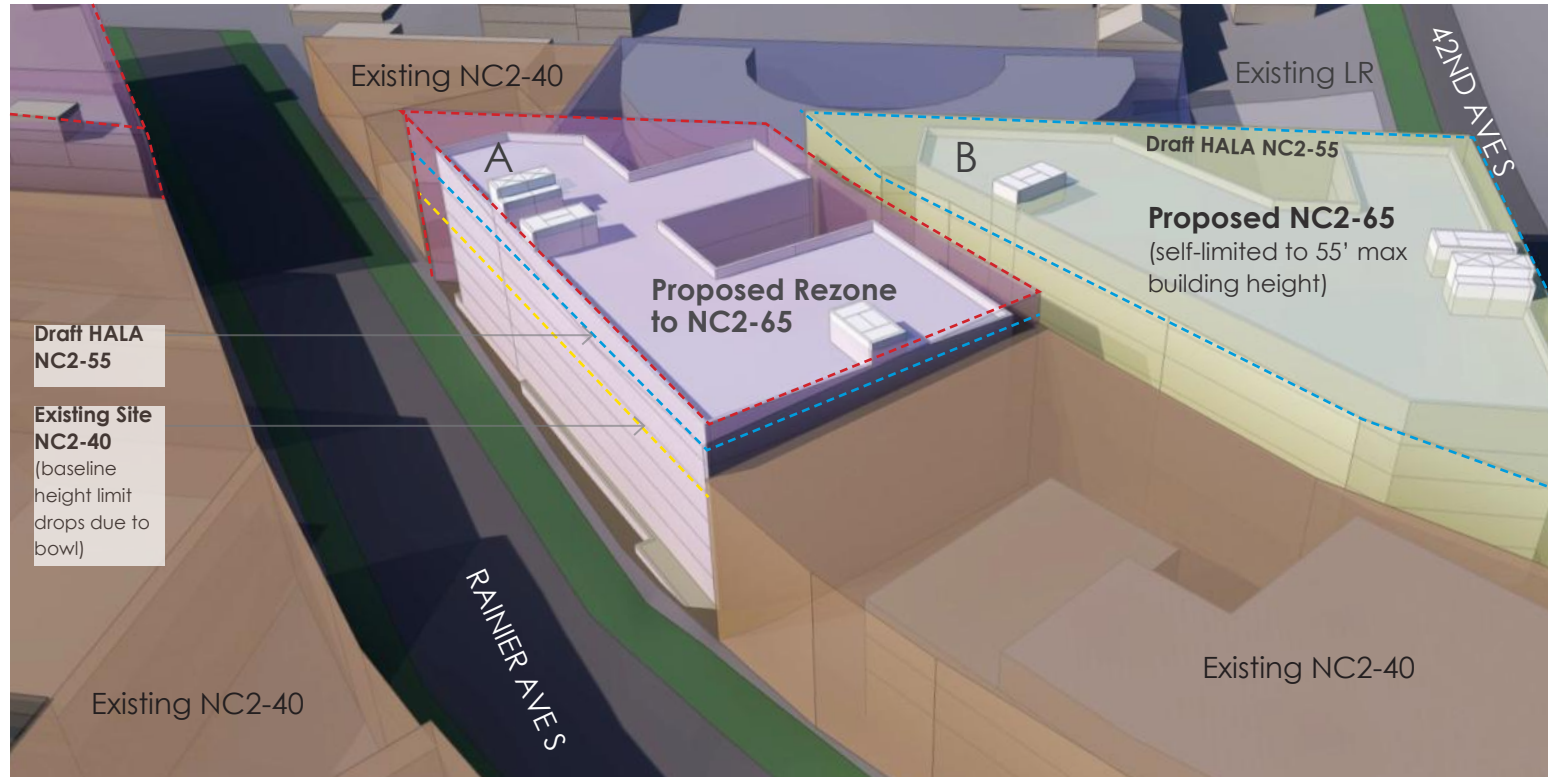 Existing NC2-40
Existing LR
42ND AVE S
A
B
Draft HALA NC2-55
Proposed NC2-65
(self-limited to 55' max
building height)
Proposed Rezone
to NC2-65
Draft HALA
NC2-55
Existing Site
NC2-40
(baseline
height limit
drops due to
bowl)
RAINIER AVE S
Existing NC2-40
Existing NC2-40